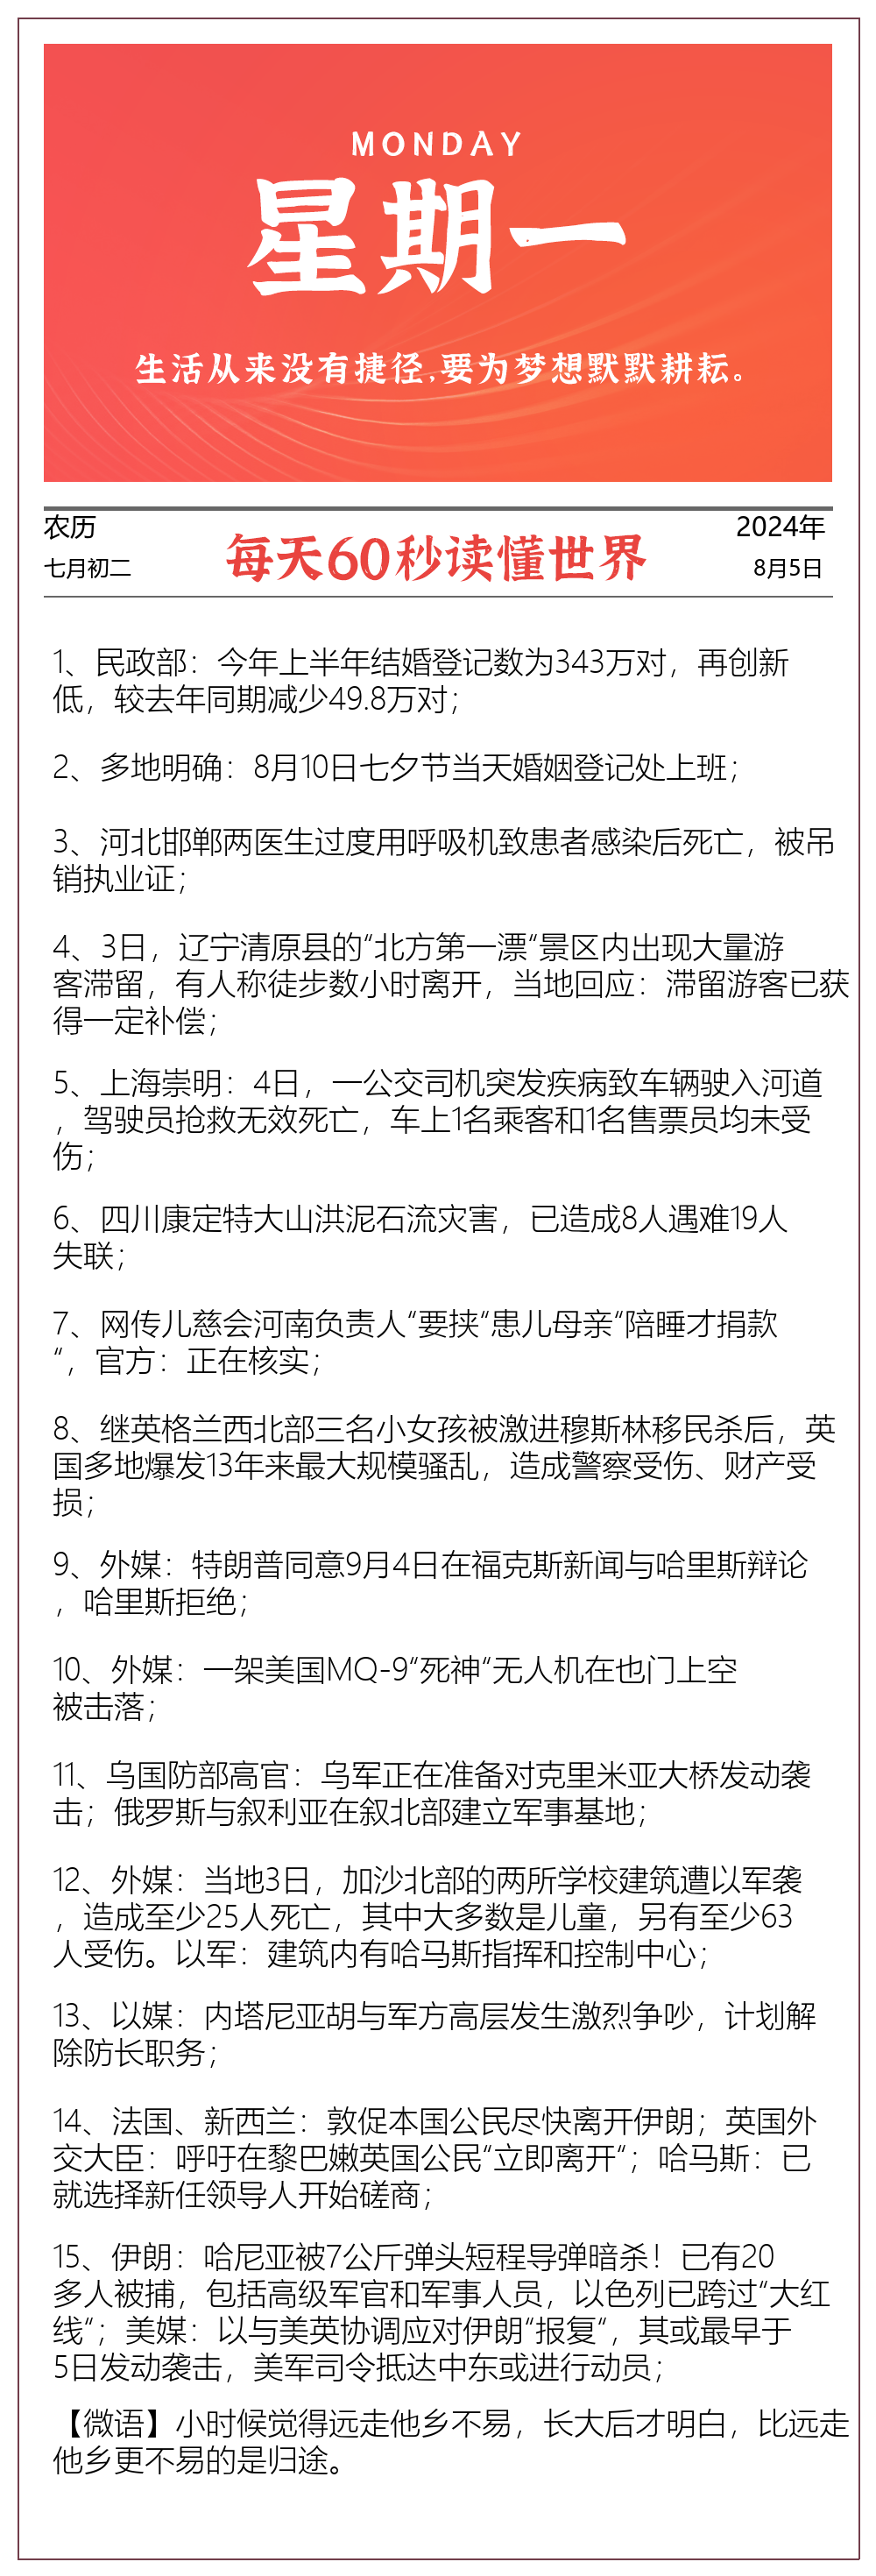 MONDAY
星期一
生活从来没有捷径,要为梦想默默耕耘。
农历
七月初二
每天60秒读懂世界
2024年
8月5日
1、民政部：今年上半年结婚登记数为343万对，再创新
低，较去年同期减少49.8万对；
2、多地明确：8月10日七夕节当天婚姻登记处上班；
3、河北邯郸两医生过度用呼吸机致患者感染后死亡，被吊
销执业证；
4、3日，辽宁清原县的“北方第一漂“景区内出现大量游
客滞留，有人称徒步数小时离开，当地回应：滞留游客已获
得一定补偿；
5、上海崇明：4日，一公交司机突发疾病致车辆驶入河道
，驾驶员抢救无效死亡，车上1名乘客和1名售票员均未受
伤；
6、四川康定特大山洪泥石流灾害，已造成8人遇难19人
失联；
7、网传儿慈会河南负责人“要挟“患儿母亲“陪睡才捐款
“，官方：正在核实；
8、继英格兰西北部三名小女孩被激进穆斯林移民杀后，英
国多地爆发13年来最大规模骚乱，造成警察受伤、财产受
损；
9、外媒：特朗普同意9月4日在福克斯新闻与哈里斯辩论
，哈里斯拒绝；
10、外媒：一架美国MQ-9“死神“无人机在也门上空
被击落；
11、乌国防部高官：乌军正在准备对克里米亚大桥发动袭
击；俄罗斯与叙利亚在叙北部建立军事基地；
12、外媒：当地3日，加沙北部的两所学校建筑遭以军袭
，造成至少25人死亡，其中大多数是儿童，另有至少63
人受伤。以军：建筑内有哈马斯指挥和控制中心；
13、以媒：内塔尼亚胡与军方高层发生激烈争吵，计划解
除防长职务；
14、法国、新西兰：敦促本国公民尽快离开伊朗；英国外
交大臣：呼吁在黎巴嫩英国公民“立即离开“；哈马斯：已
就选择新任领导人开始磋商；
15、伊朗：哈尼亚被7公斤弹头短程导弹暗杀！已有20
多人被捕，包括高级军官和军事人员，以色列已跨过“大红
线“；美媒：以与美英协调应对伊朗“报复“，其或最早于
5日发动袭击，美军司令抵达中东或进行动员；
【微语】小时候觉得远走他乡不易，长大后才明白，比远走
他乡更不易的是归途。